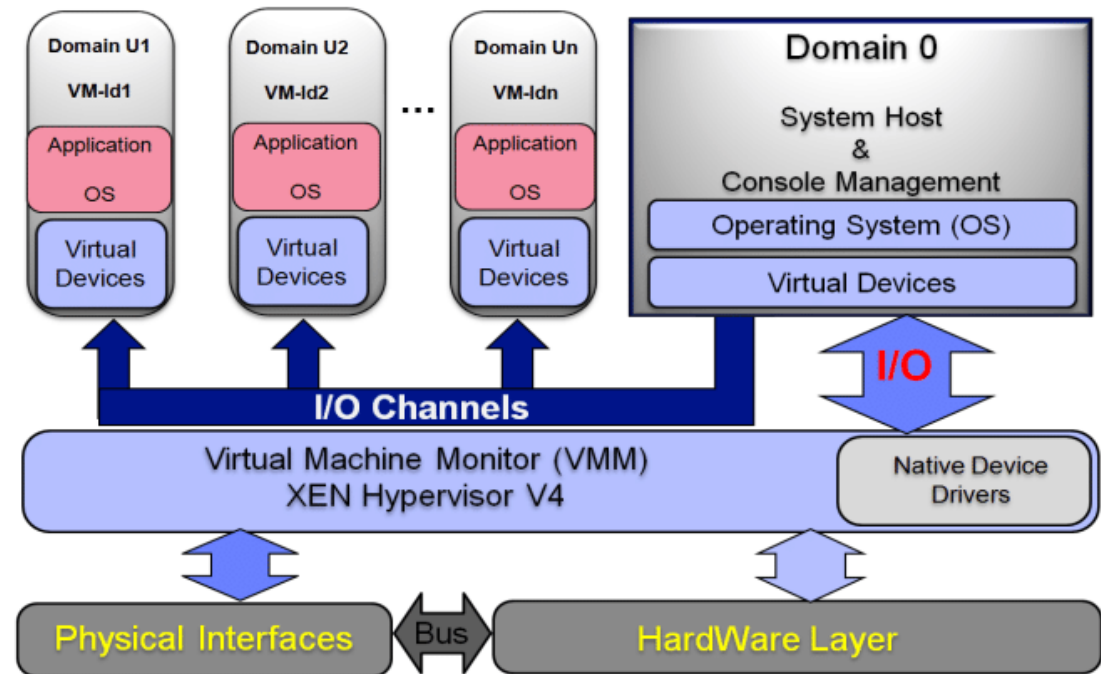 Domain U1
VM-Id1
Application
OS
Virtual
Devices
Domain U2
VM-Id2
Application
OS
Virtual
Devices
...
Domain Un
VM-Idn
Application
OS
Virtual
Devices
Domain 0
System Host
&
Console Management
Operating System (OS)
Virtual Devices
I/O
I/O Channels
Virtual Machine Monitor (VMM)
XEN Hypervisor V4
Native Device
Drivers
Physical Interfaces
Bus
HardWare Layer